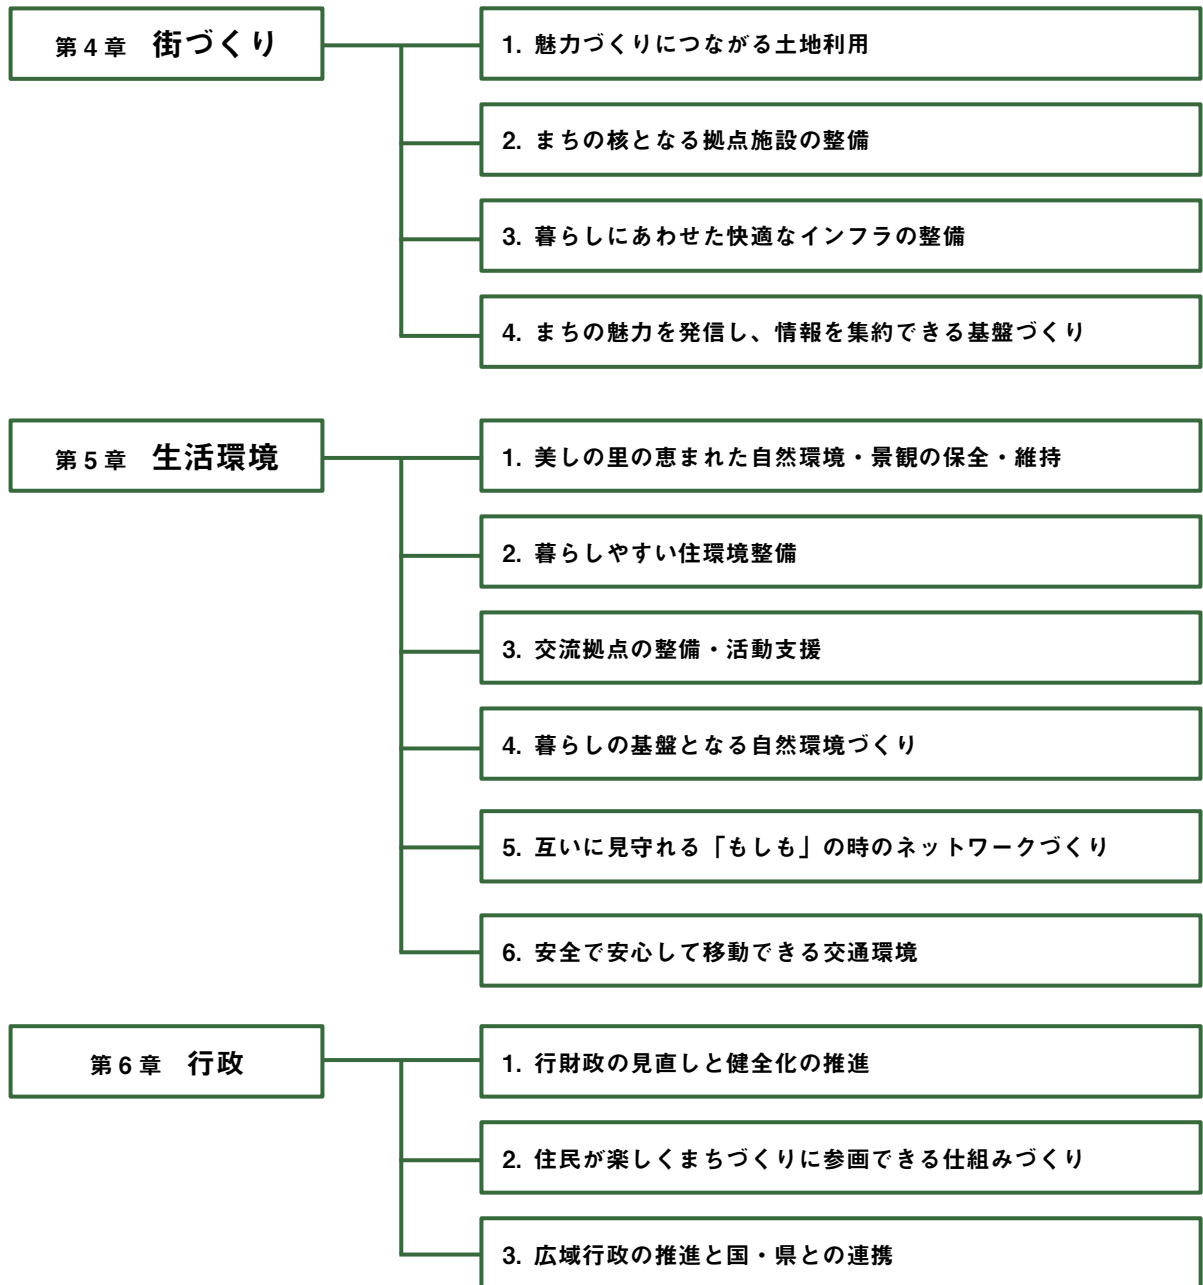 第4章 街づくり
1. 魅力づくりにつながる土地利用
2. まちの核となる拠点施設の整備
3. 暮らしにあわせた快適なインフラの整備
4. まちの魅力を発信し、情報を集約できる基盤づくり
第5章 生活環境
1. 美しの里の恵まれた自然環境・景観の保全・維持
2. 暮らしやすい住環境整備
3. 交流拠点の整備・活動支援
4. 暮らしの基盤となる自然環境づくり
5. 互いに見守れる「もしも」の時のネットワークづくり
6. 安全で安心して移動できる交通環境
第6章 行政
1. 行財政の見直しと健全化の推進
2. 住民が楽しくまちづくりに参画できる仕組みづくり
3. 広域行政の推進と国・県との連携